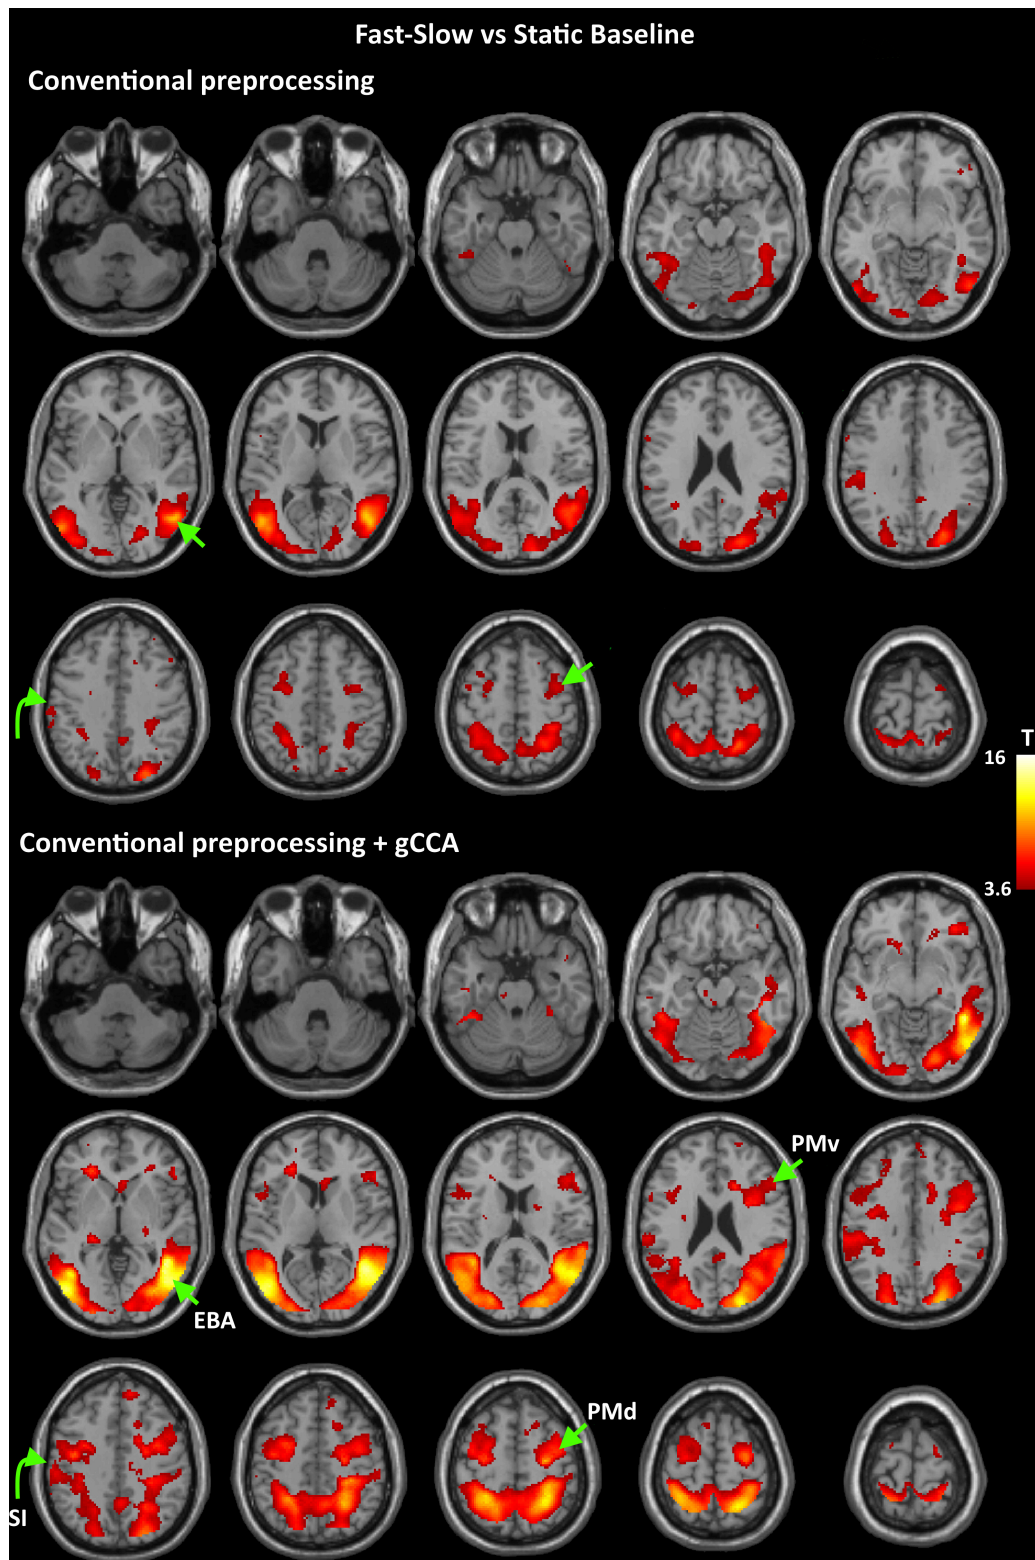 Fast-Slow vs Static Baseline
Conventional preprocessing
T
16
Conventional preprocessing + gCCA
3.6
PMv
EBA
PMd
SI